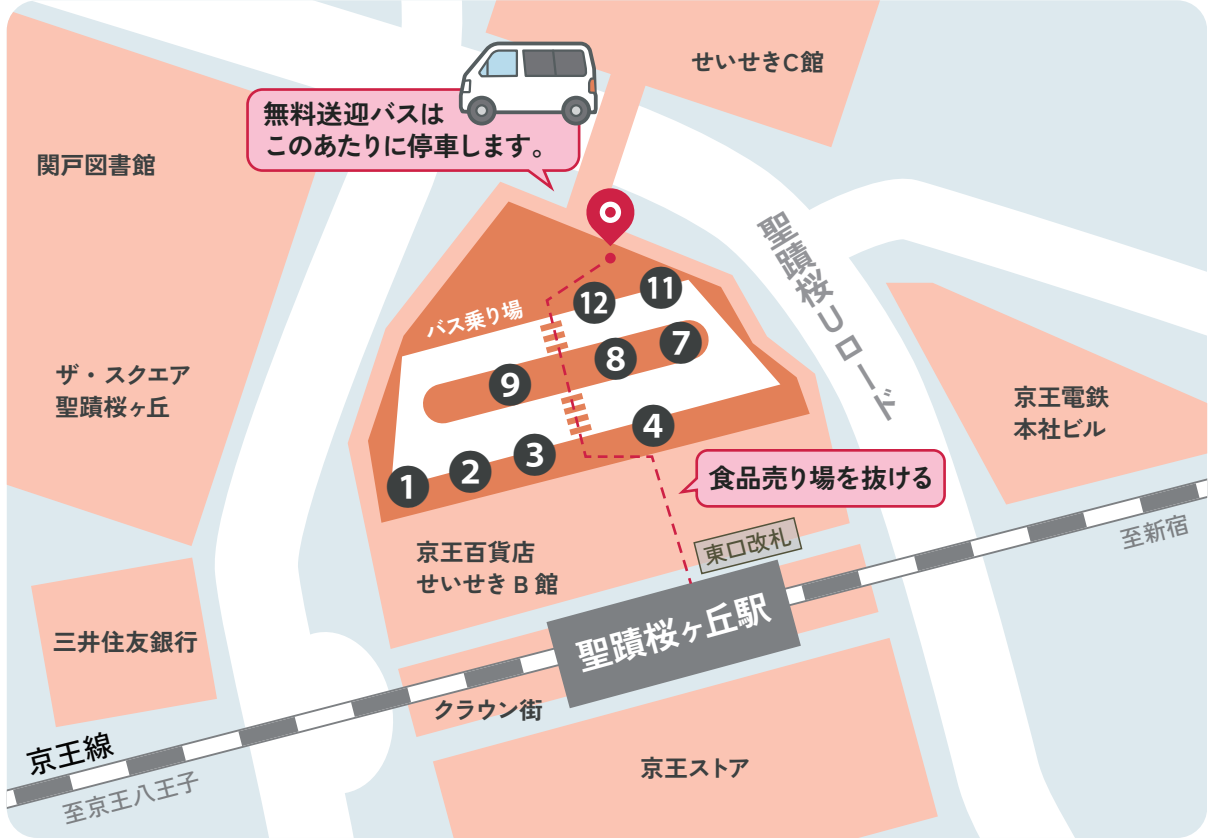 せいせきC館
無料送迎バスは
このあたりに停車します。
関戸図書館
聖蹟桜Uロード
バス乗り場
12
11
9
8
7
1
2
3
4
ザ・スクエア
聖蹟桜ヶ丘
京王電鉄
本社ビル
食品売り場を抜ける
至新宿
東口改札
京王百貨店
せいせきB館
聖蹟桜ヶ丘駅
三井住友銀行
クラウン街
京王線
至京王八王子
京王ストア